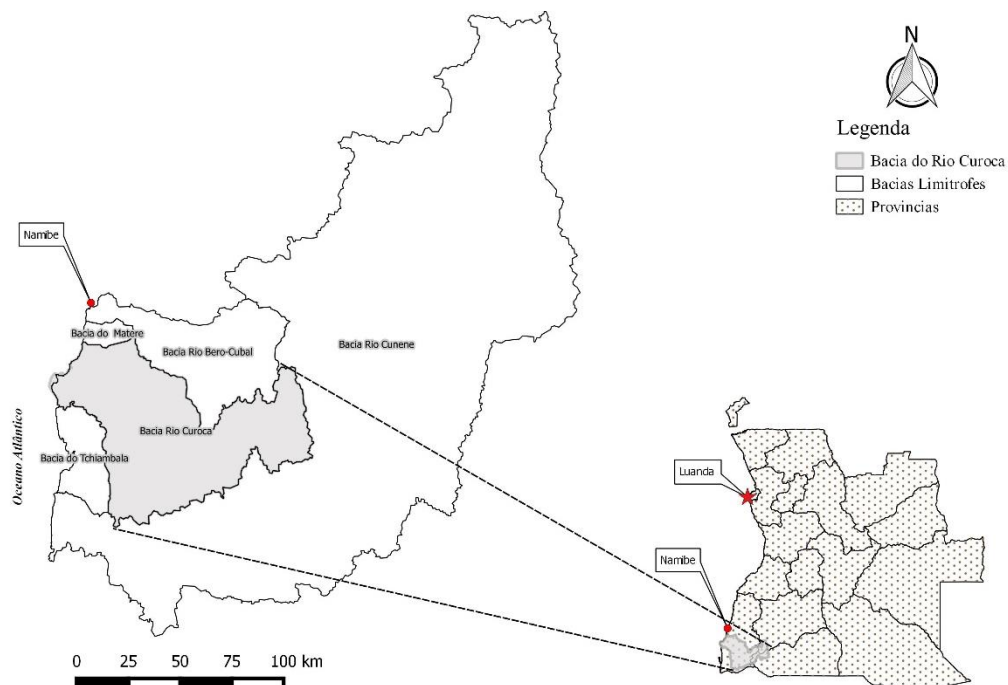 N
Legenda
Bacia do Rio Curoca
Bacias Limitrofes
Provincias
Namibe
Bacia do Matere
Bacia Rio Bero-Cubal
Bacia Rio Cunene
Bacia Rio Curoca
Bacia do Tchiambala
Oceano Atlântico
Luanda
Namibe
0 25 50 75 100 km